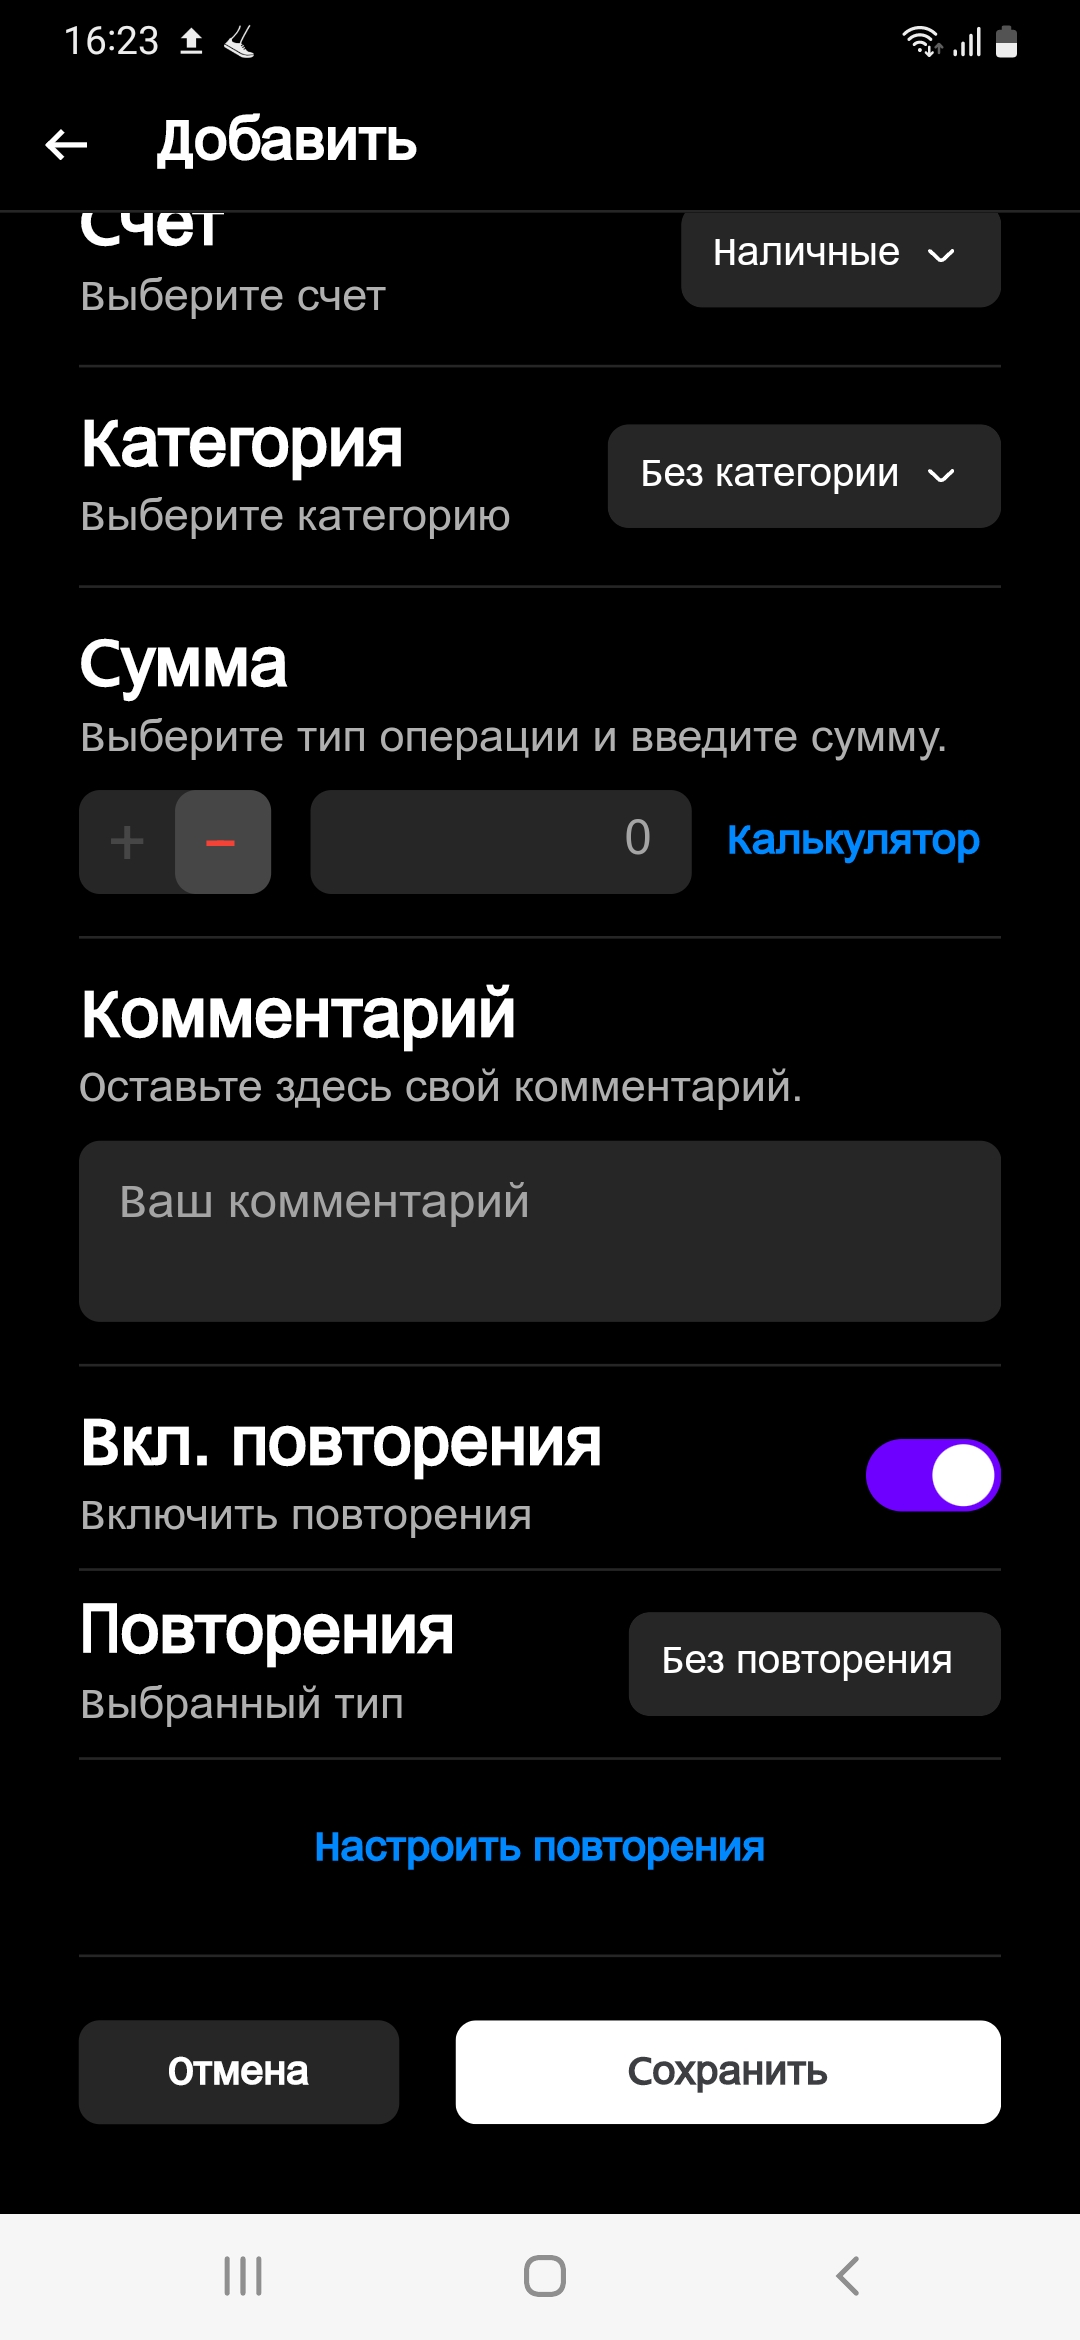 16:23
Добавить
Счет
Наличные
Выберите счет
Категория
Без категории
Выберите категорию
Сумма
Выберите тип операции и введите сумму.
+ − 0 Калькулятор
Комментарий
Оставьте здесь свой комментарий.
Ваш комментарий
Вкл. повторения
Включить повторения
Повторения
Без повторения
Выбранный тип
Настроить повторения
Отмена Сохранить